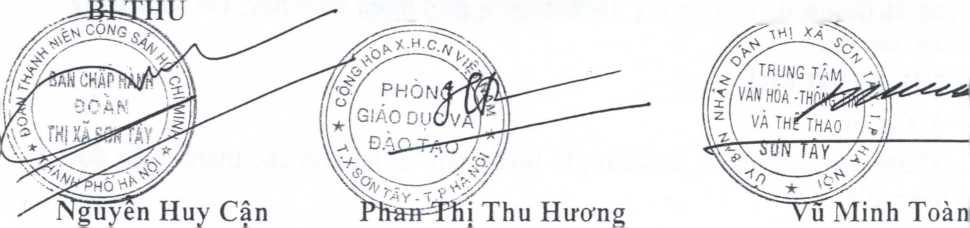 BÍ THƯ
ĐOÀN THANH NIÊN CỘNG SẢN HỒ CHÍ MINH
BAN CHẤP HÀNH
ĐOÀN
THỊ XÃ SƠN TÂY
★ THÀNH PHỐ HÀ NỘI ★
CỘNG HÒA X.H.C.N VIỆT NAM
PHÒNG
GIÁO DỤC VÀ
ĐÀO TẠO
★ T.X SƠN TÂY - T.P HÀ NỘI ★
ỦY BAN NHÂN DÂN THỊ XÃ SƠN TÂY T.P HÀ NỘI
TRUNG TÂM
VĂN HÓA - THÔNG TIN
VÀ THỂ THAO
SƠN TÂY
★
Nguyễn Huy Cận Phan Thị Thu Hương Vũ Minh Toàn